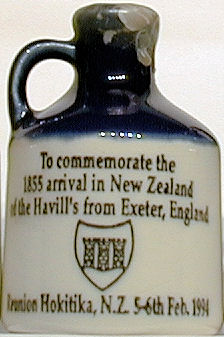 To commemorate the
1855 arrival in New Zealand
of the Havill's from Exeter, England
Reunion Hokitika, N.Z. 5-6th Feb. 1994